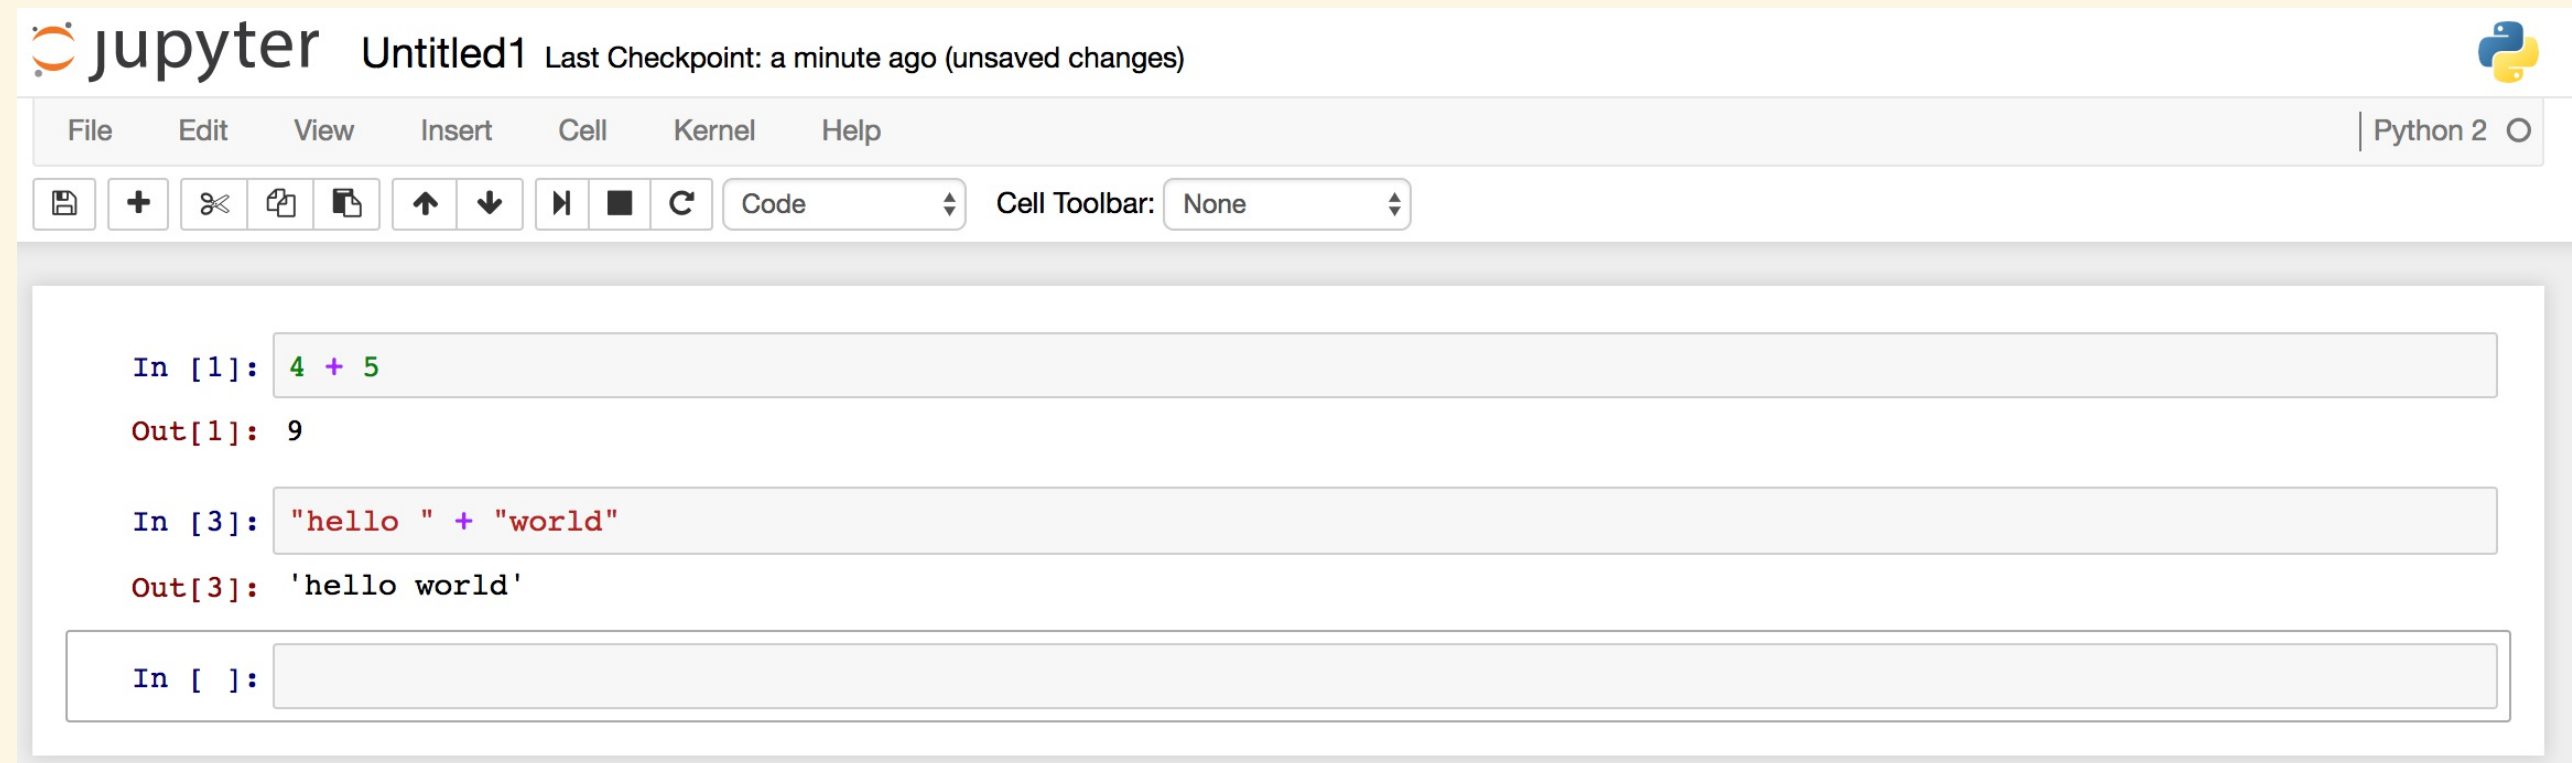 jupyter Untitled1 Last Checkpoint: a minute ago (unsaved changes)
File Edit View Insert Cell Kernel Help Python 2
Code Cell Toolbar: None
In [1]: 4 + 5
Out[1]: 9
In [3]: "hello " + "world"
Out[3]: 'hello world'
In [ ]: